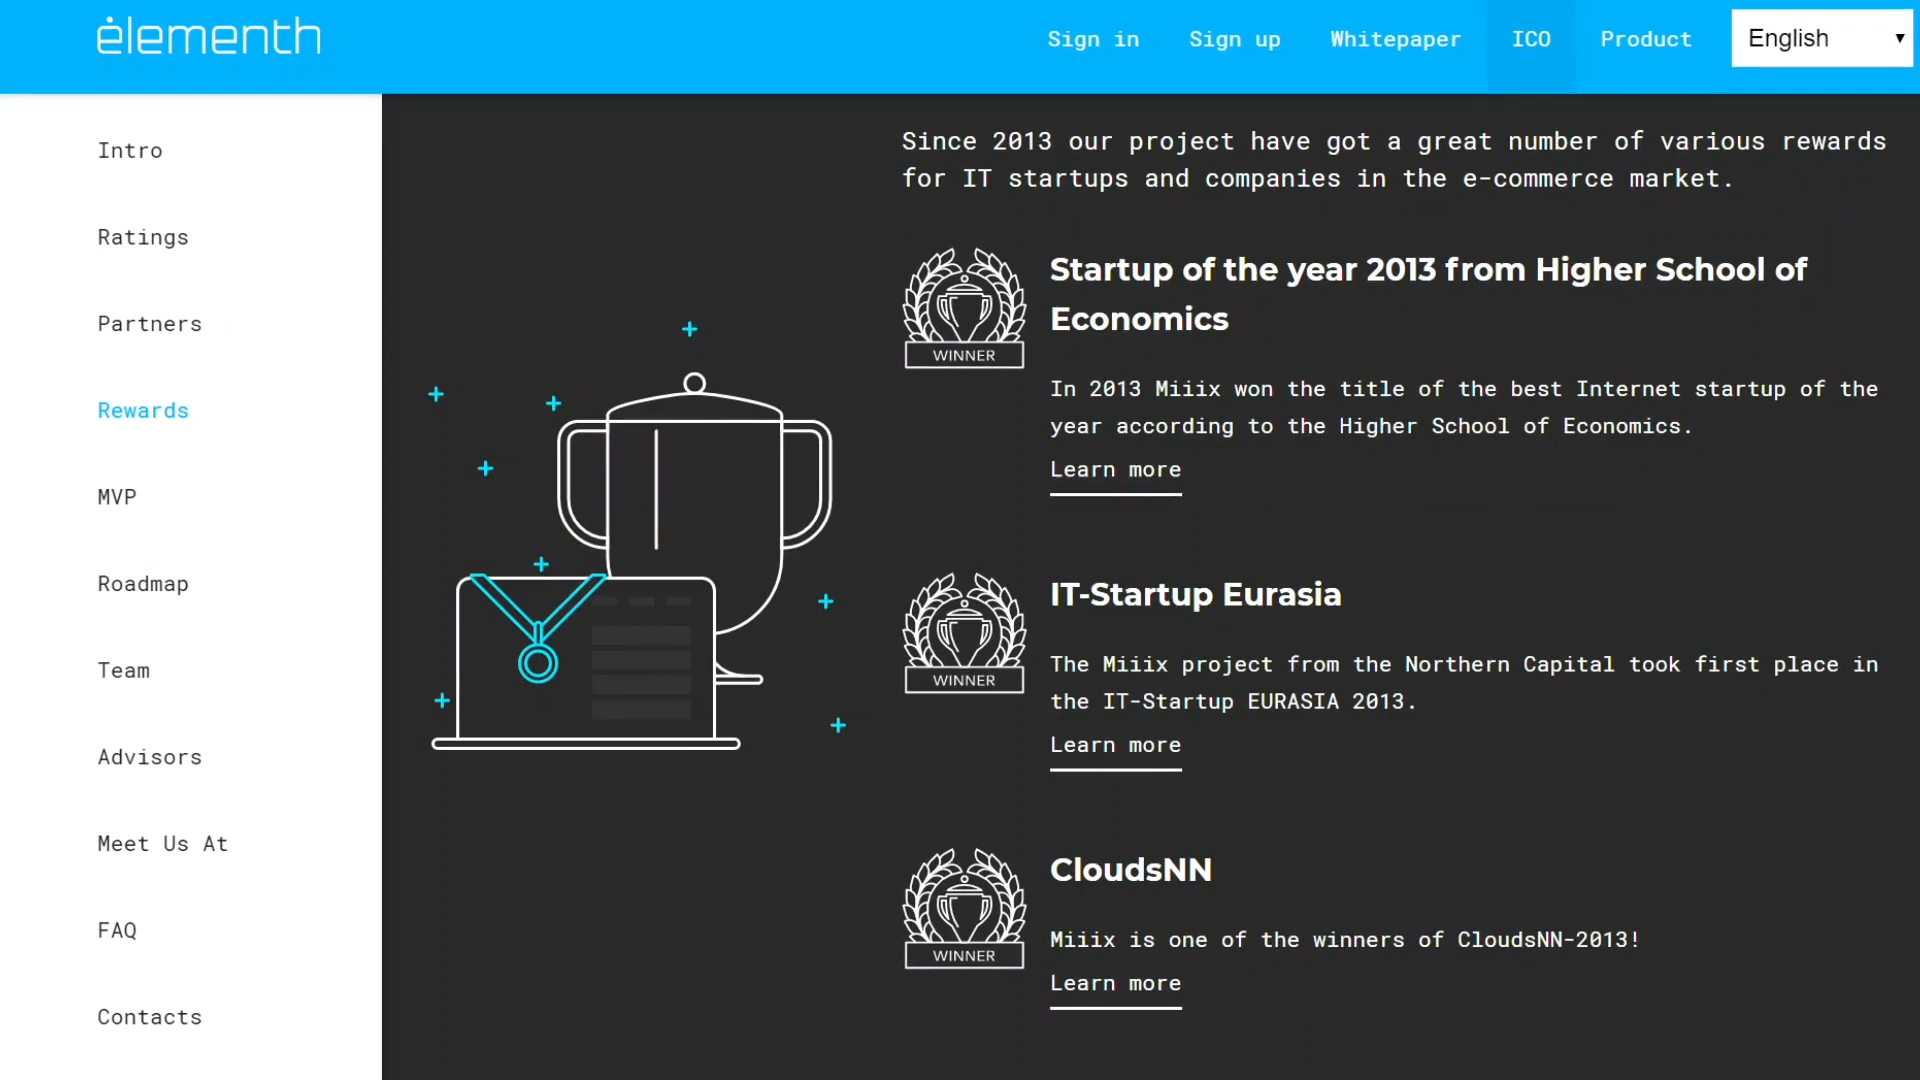 elementh
Sign in
Sign up
Whitepaper
ICO
Product
English
Intro
Ratings
Partners
Rewards
MVP
Roadmap
Team
Advisors
Meet Us At
FAQ
Contacts
Since 2013 our project have got a great number of various rewards
for IT startups and companies in the e-commerce market.
WINNER
Startup of the year 2013 from Higher School of
Economics
In 2013 Miiix won the title of the best Internet startup of the
year according to the Higher School of Economics.
Learn more
WINNER
IT-Startup Eurasia
The Miiix project from the Northern Capital took first place in
the IT-Startup EURASIA 2013.
Learn more
WINNER
CloudsNN
Miiix is one of the winners of CloudsNN-2013!
Learn more